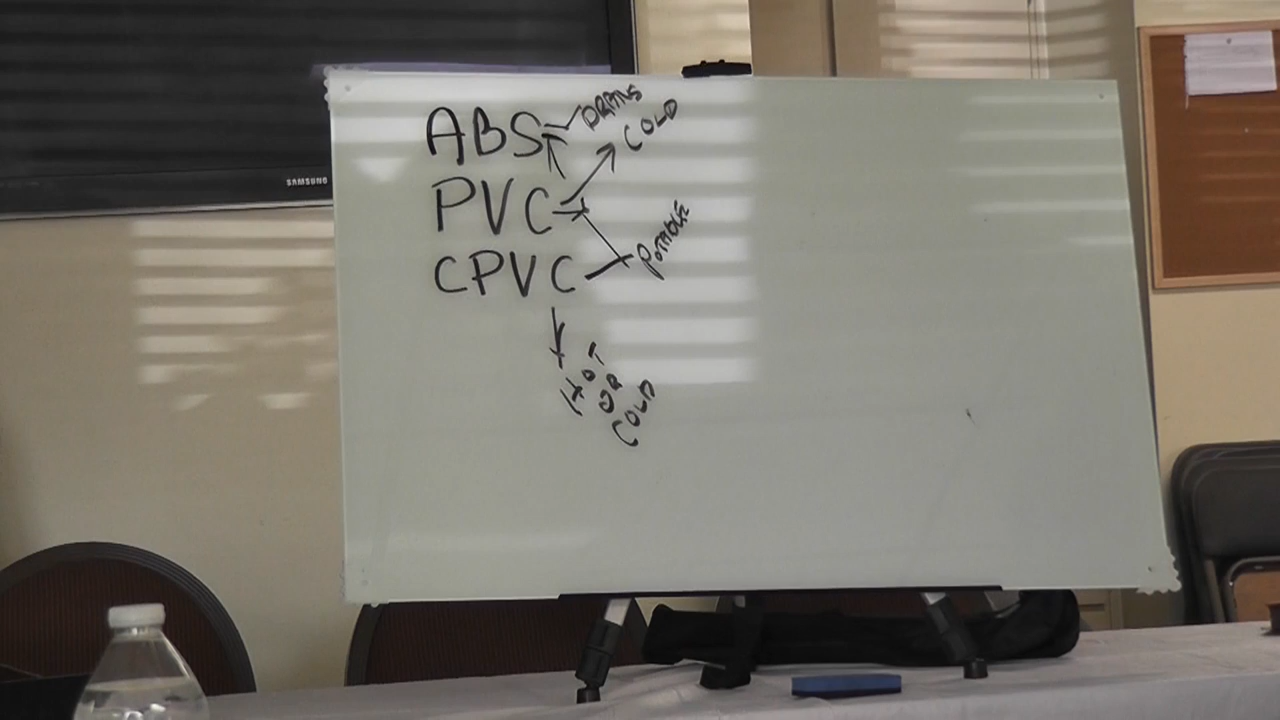 SAMSUNG
ABS
DRAINS
COLD
PVC
POTABLE
CPVC
HOT
OR
COLD